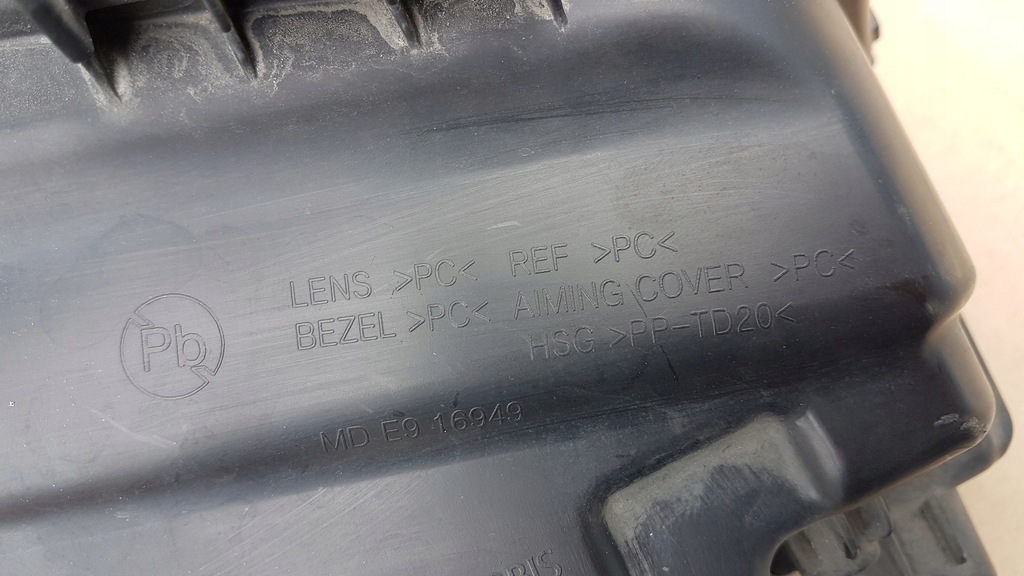 LENS >PC< REF >PC<
BEZEL >PC< AIMING COVER >PC<
HSG >PP-TD20<
Pb
MD E9 16949